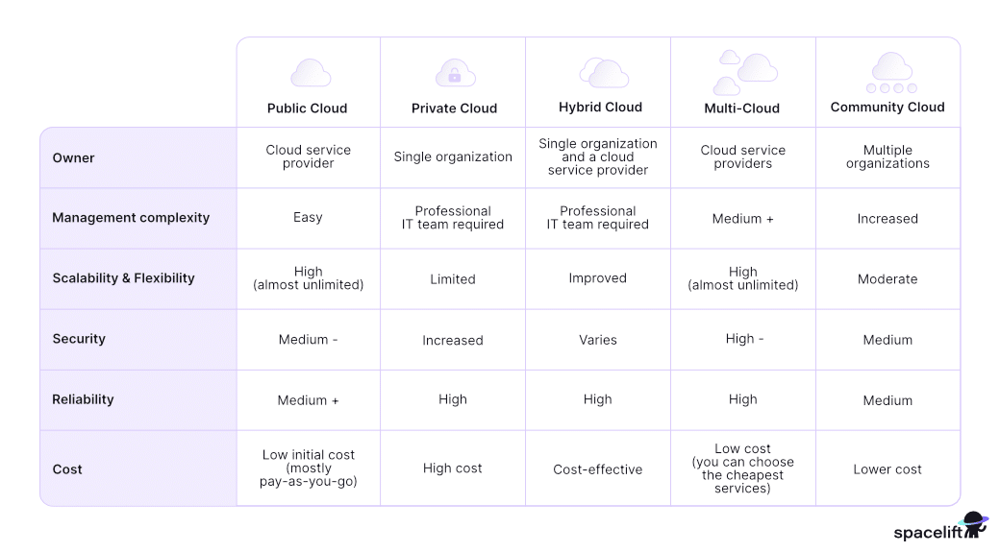 Public Cloud
Private Cloud
Hybrid Cloud
Multi-Cloud
Community Cloud
Owner
Cloud service
provider
Single organization
Single organization
and a cloud
service provider
Cloud service
providers
Multiple
organizations
Management complexity
Easy
Professional
IT team required
Professional
IT team required
Medium +
Increased
Scalability & Flexibility
High
(almost unlimited)
Limited
Improved
High
(almost unlimited)
Moderate
Security
Medium -
Increased
Varies
High -
Medium
Reliability
Medium +
High
High
High
Medium
Cost
Low initial cost
(mostly
pay-as-you-go)
High cost
Cost-effective
Low cost
(you can choose
the cheapest
services)
Lower cost
spacelift